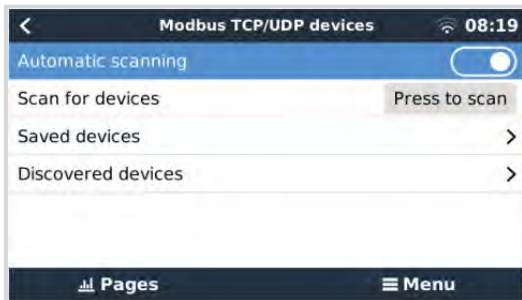 Modbus TCP/UDP devices 08:19
Automatic scanning
Scan for devices Press to scan
Saved devices
Discovered devices
Pages Menu